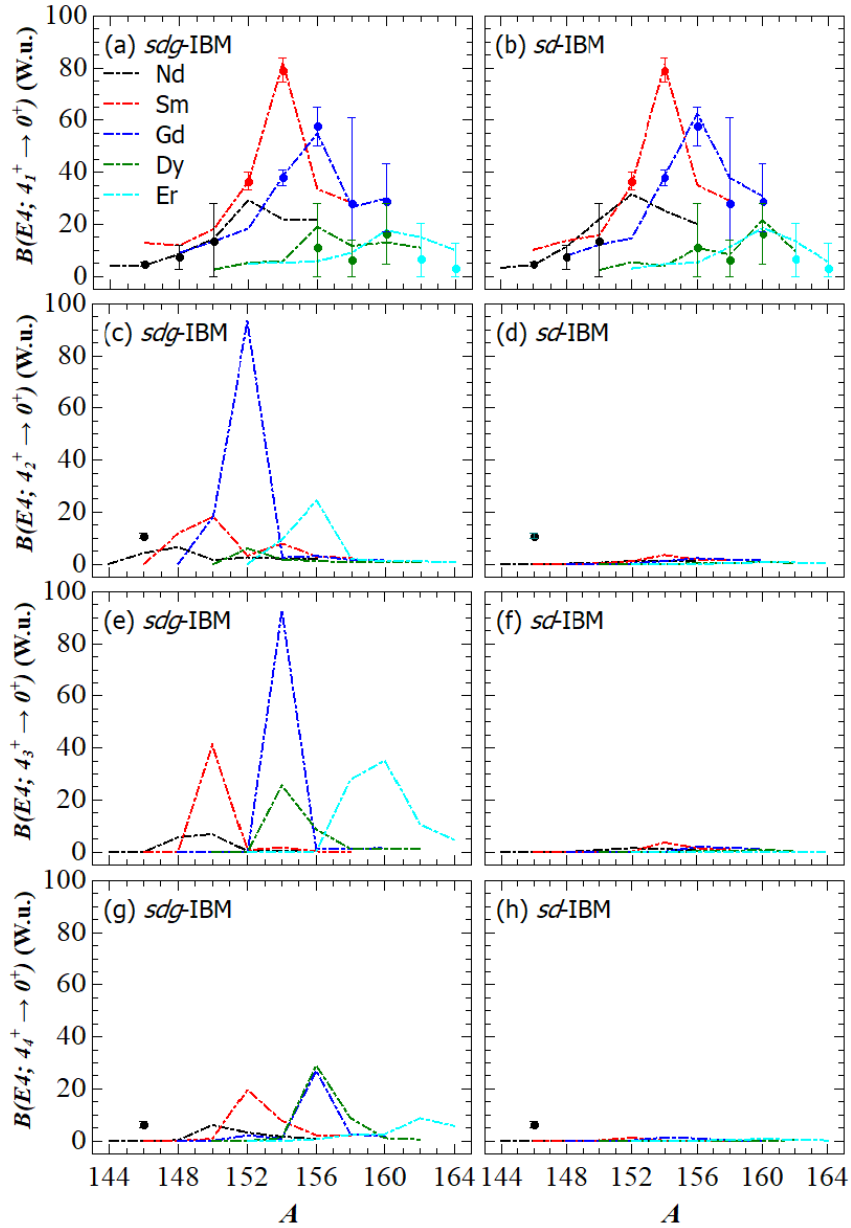 (a) sdg-IBM
(b) sd-IBM
Nd
Sm
Gd
Dy
Er
B(E4; 4₁⁺ → 0⁺) (W.u.)
100
80
60
40
20
0
(c) sdg-IBM
(d) sd-IBM
B(E4; 4₂⁺ → 0⁺) (W.u.)
100
80
60
40
20
0
(e) sdg-IBM
(f) sd-IBM
B(E4; 4₃⁺ → 0⁺) (W.u.)
100
80
60
40
20
0
(g) sdg-IBM
(h) sd-IBM
B(E4; 4₄⁺ → 0⁺) (W.u.)
100
80
60
40
20
0
144 148 152 156 160 164 144 148 152 156 160 164
A A